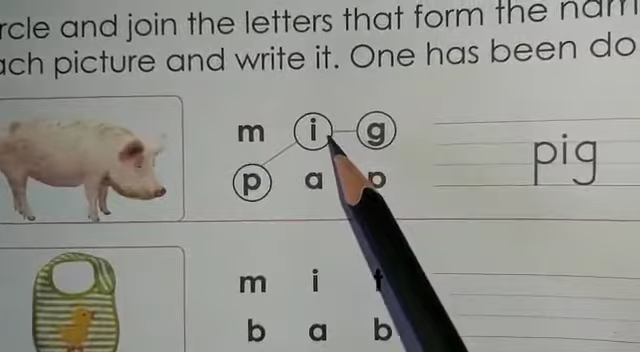 rcle and join the letters that form the nam
ach picture and write it. One has been do
m i g
pig
p a p
m i t
b a b